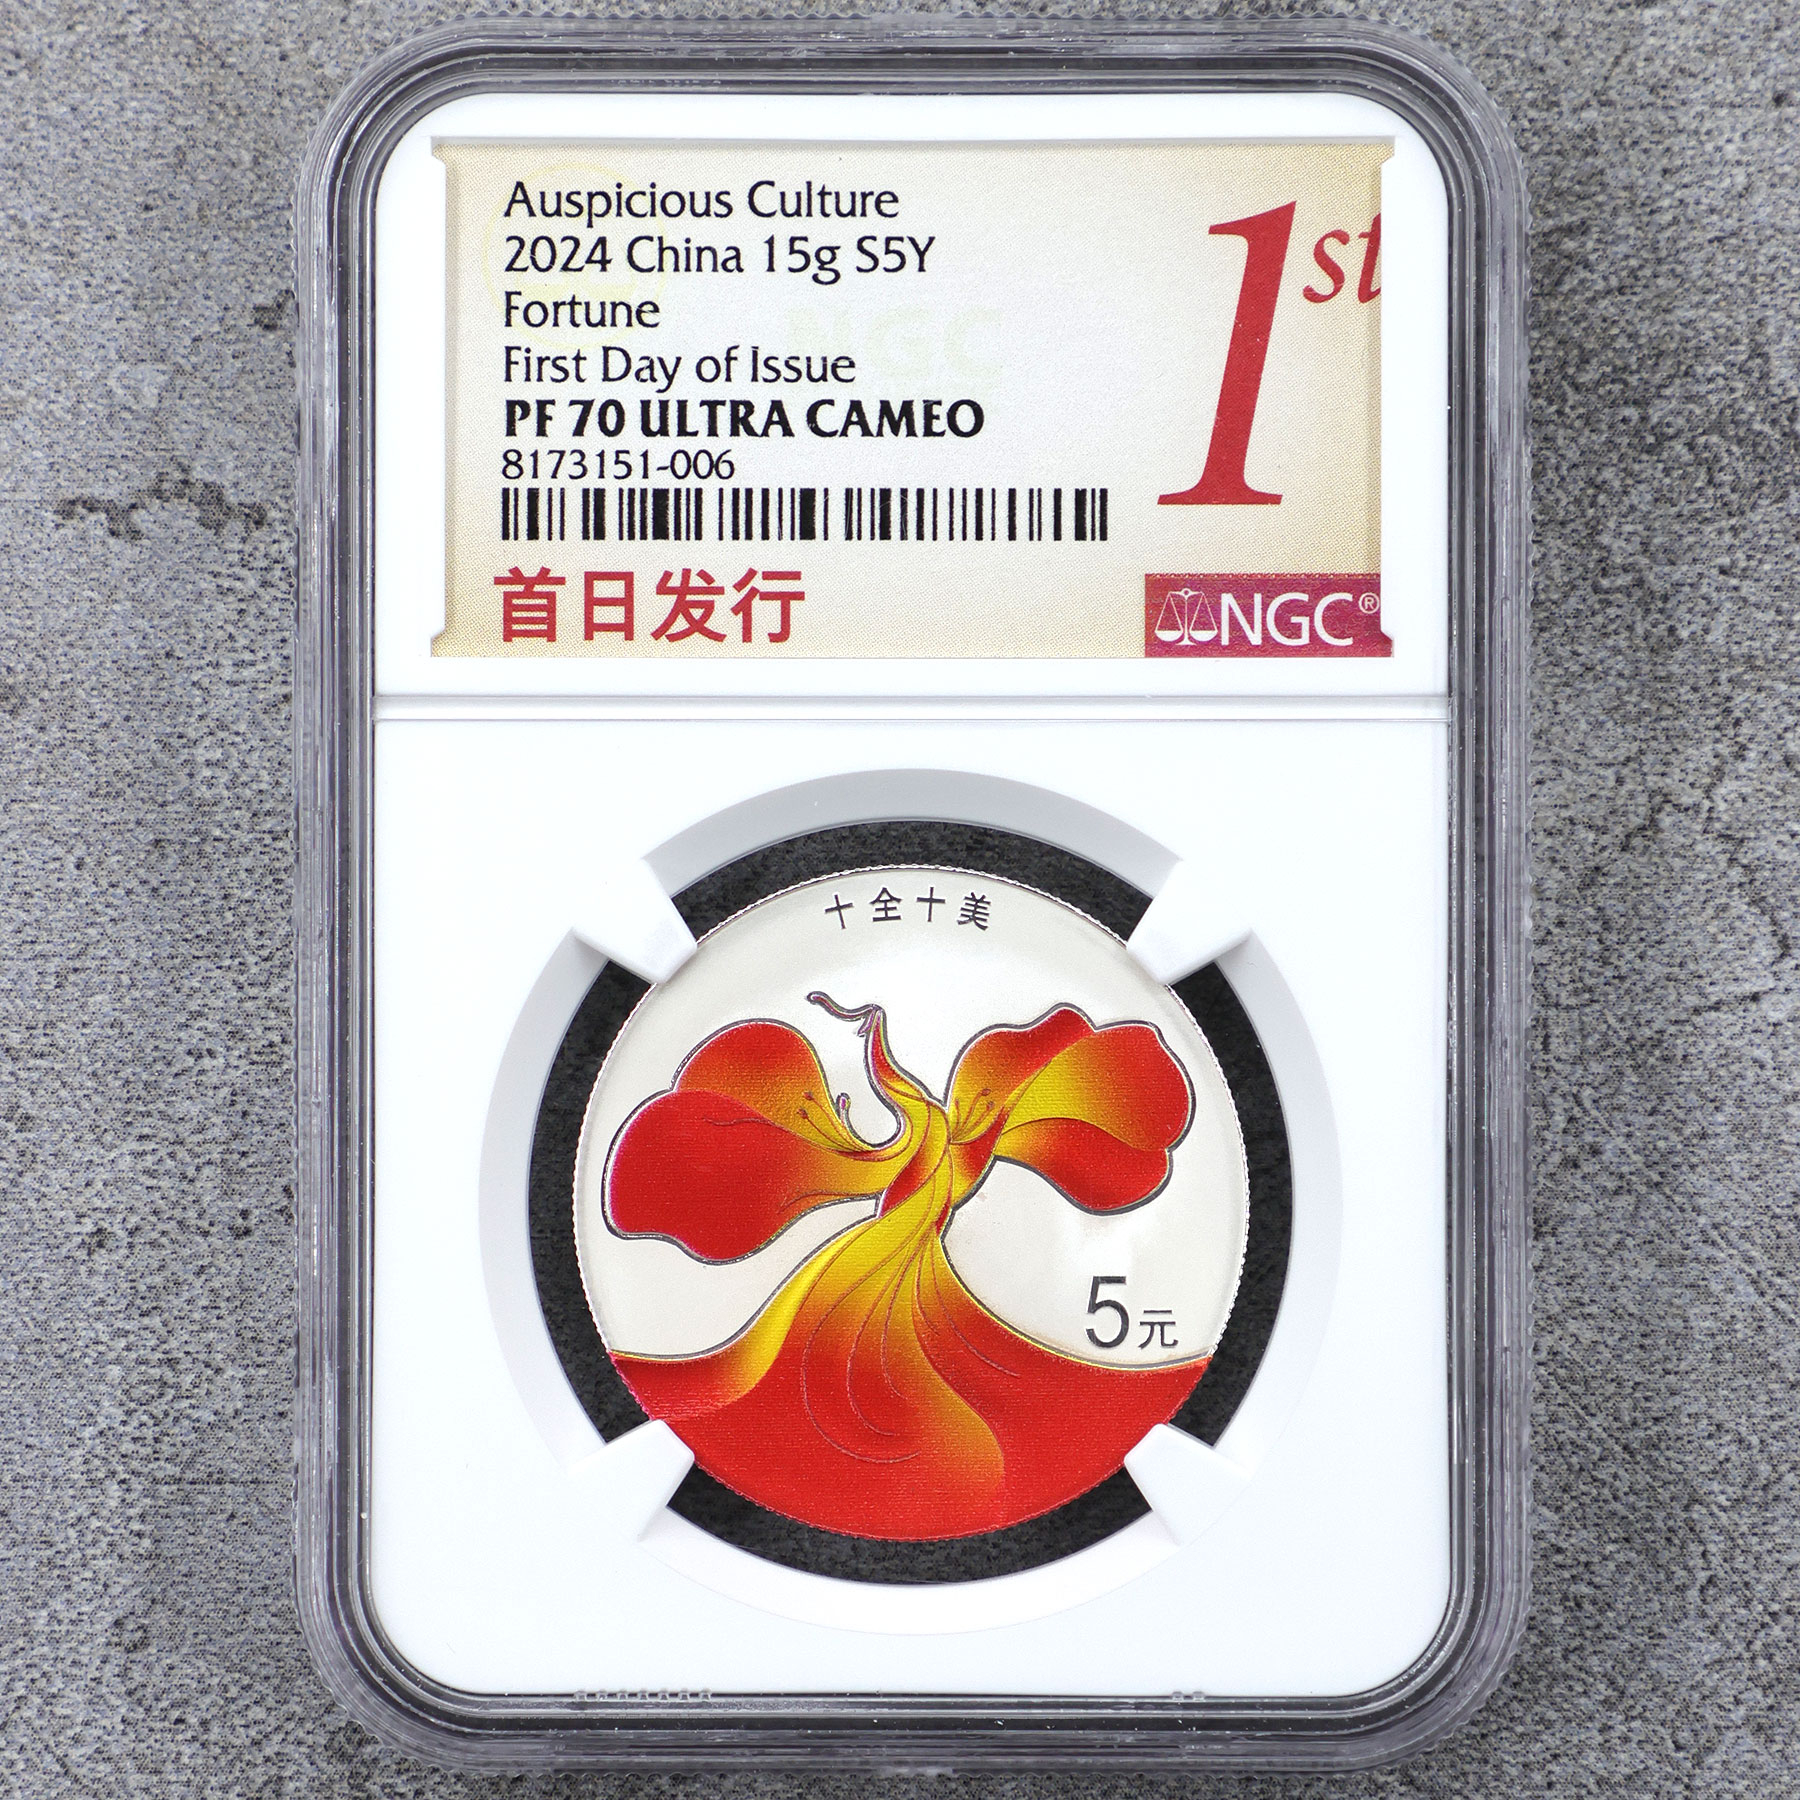 Auspicious Culture
2024 China 15g S5Y
Fortune
First Day of Issue
PF 70 ULTRA CAMEO
8173151-006
首日发行
1st
NGC®
NGC
十全十美
5元